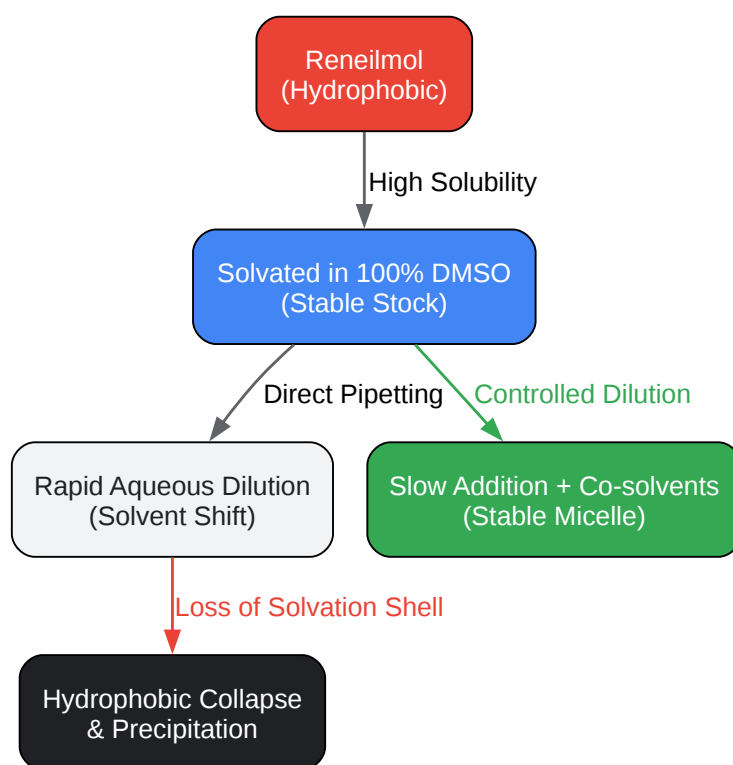 Reneilmol
(Hydrophobic)
High Solubility
Solvated in 100% DMSO
(Stable Stock)
Direct Pipetting
Controlled Dilution
Rapid Aqueous Dilution
(Solvent Shift)
Slow Addition + Co-solvents
(Stable Micelle)
Loss of Solvation Shell
Hydrophobic Collapse
& Precipitation